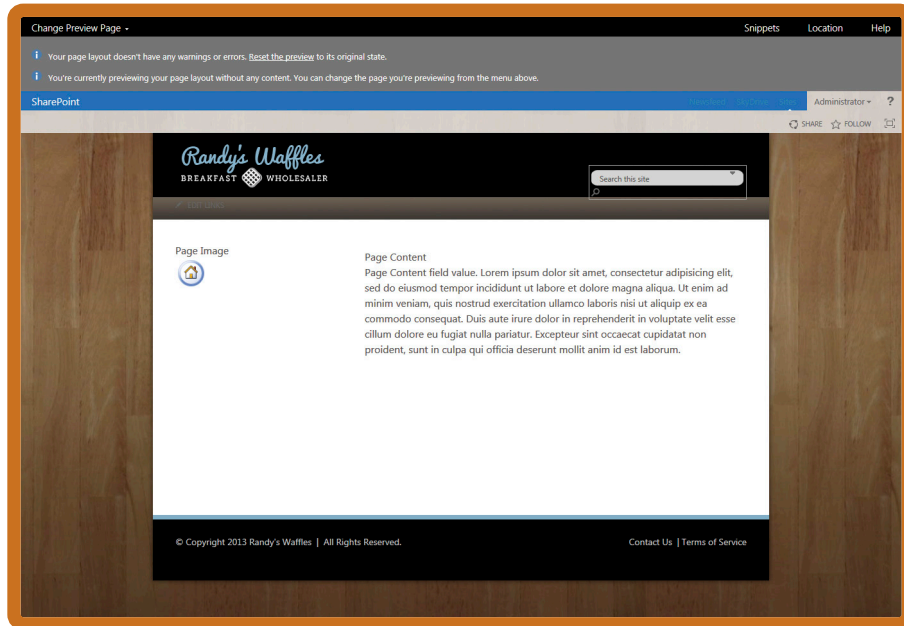 Change Preview Page
Snippets Location Help
Your page layout doesn't have any warnings or errors. Reset the preview to its original state.
You're currently previewing your page layout without any content. You can change the page you're previewing from the menu above.
SharePoint
Newsfeed SkyDrive Sites Administrator ?
SHARE FOLLOW
Randy's Waffles
BREAKFAST WHOLESALER
Search this site
EDIT LINKS
Page Image
Page Content
Page Content field value. Lorem ipsum dolor sit amet, consectetur adipisicing elit,
sed do eiusmod tempor incididunt ut labore et dolore magna aliqua. Ut enim ad
minim veniam, quis nostrud exercitation ullamco laboris nisi ut aliquip ex ea
commodo consequat. Duis aute irure dolor in reprehenderit in voluptate velit esse
cillum dolore eu fugiat nulla pariatur. Excepteur sint occaecat cupidatat non
proident, sunt in culpa qui officia deserunt mollit anim id est laborum.
© Copyright 2013 Randy's Waffles | All Rights Reserved.
Contact Us | Terms of Service